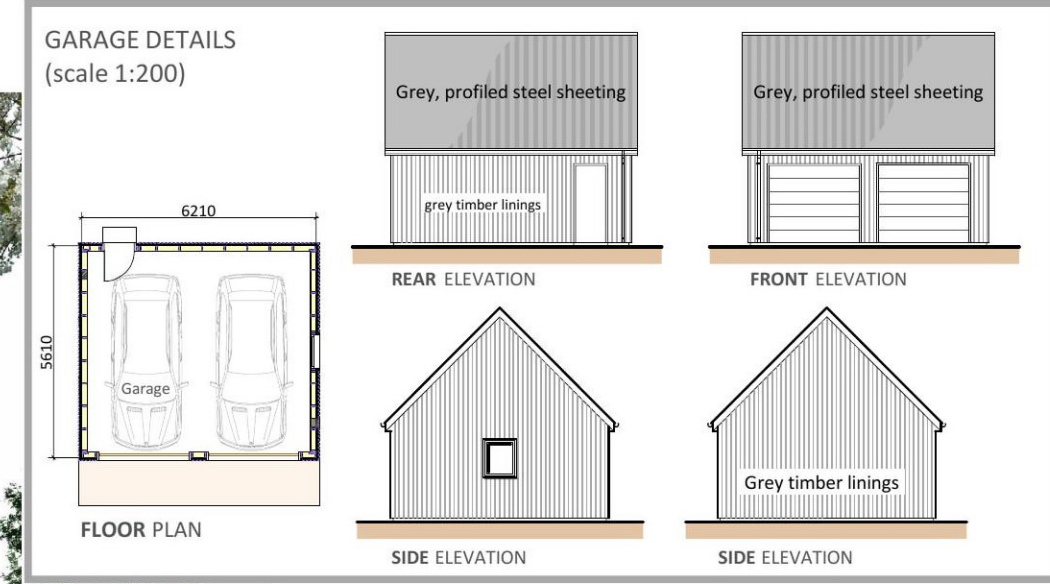 GARAGE DETAILS
(scale 1:200)
Grey, profiled steel sheeting
grey timber linings
REAR ELEVATION
Grey, profiled steel sheeting
FRONT ELEVATION
6210
5610
Garage
FLOOR PLAN
SIDE ELEVATION
Grey timber linings
SIDE ELEVATION